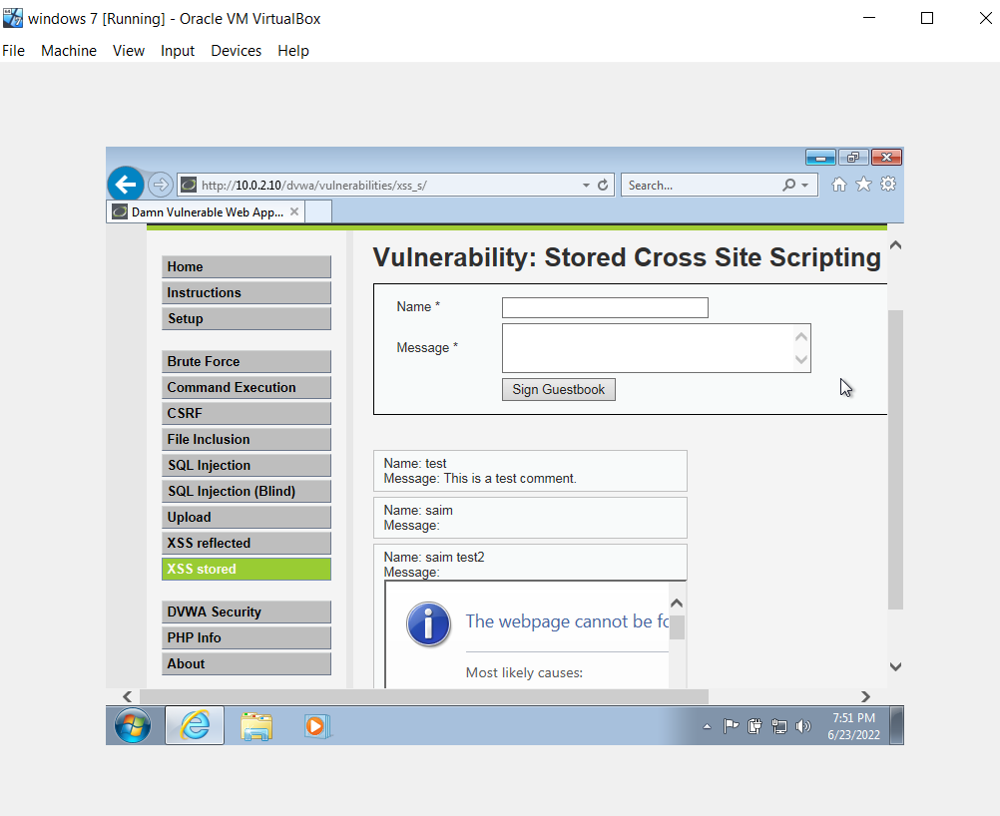 windows 7 [Running] - Oracle VM VirtualBox
File Machine View Input Devices Help
http://10.0.2.10/dvwa/vulnerabilities/xss_s/
Search...
Damn Vulnerable Web App...
Vulnerability: Stored Cross Site Scripting
Home
Instructions
Setup
Brute Force
Command Execution
CSRF
File Inclusion
SQL Injection
SQL Injection (Blind)
Upload
XSS reflected
XSS stored
DVWA Security
PHP Info
About
Name *
Message *
Sign Guestbook
Name: test
Message: This is a test comment.
Name: saim
Message:
Name: saim test2
Message:
The webpage cannot be fo
Most likely causes:
7:51 PM
6/23/2022